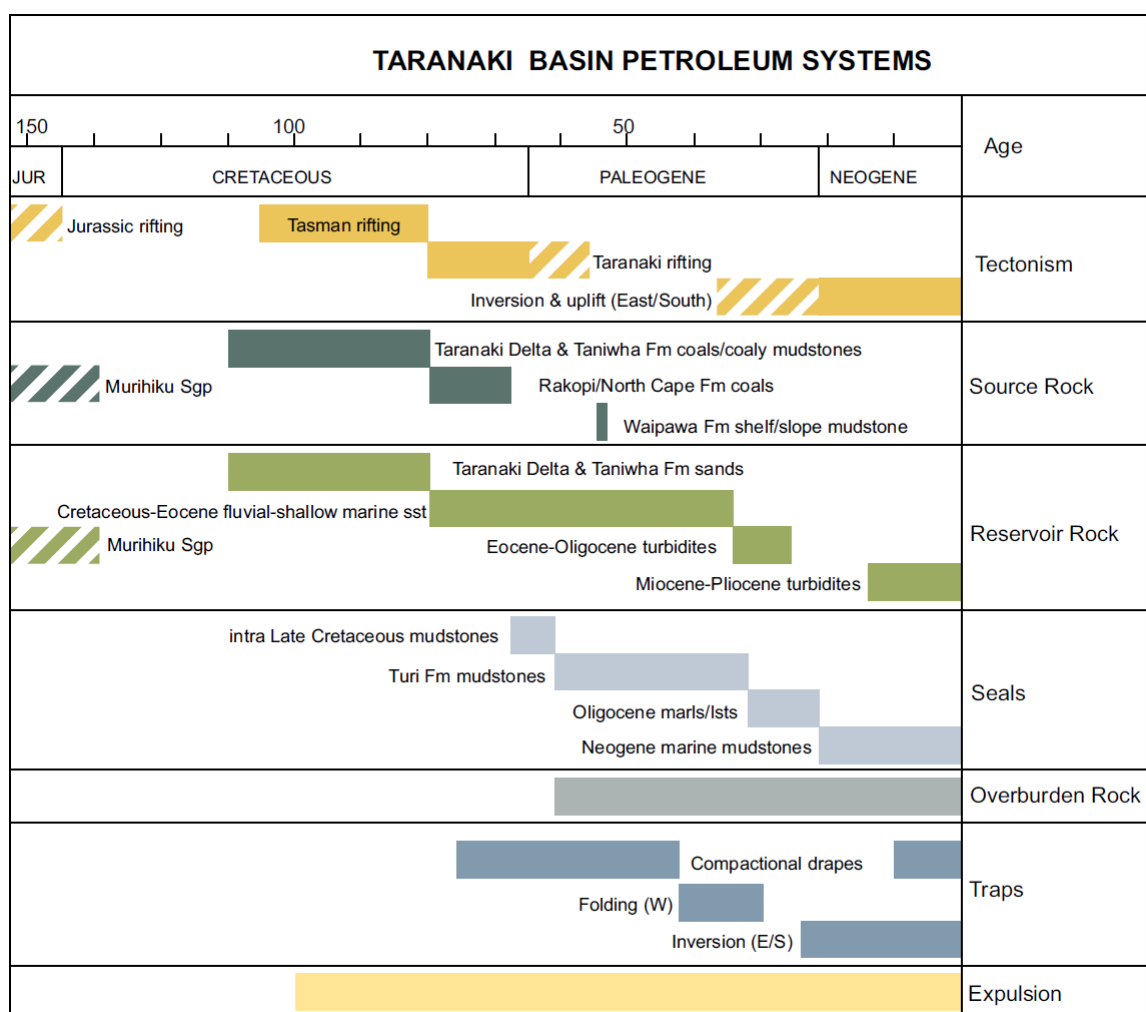 TARANAKI BASIN PETROLEUM SYSTEMS
150 100 50
Age
JUR CRETACEOUS PALEOGENE NEOGENE
Jurassic rifting Tasman rifting
Taranaki rifting
Tectonism
Inversion & uplift (East/South)
Taranaki Delta & Taniwha Fm coals/coaly mudstones
Murihiku Sgp Rakopi/North Cape Fm coals Source Rock
Waipawa Fm shelf/slope mudstone
Taranaki Delta & Taniwha Fm sands
Cretaceous-Eocene fluvial-shallow marine sst
Reservoir Rock
Murihiku Sgp Eocene-Oligocene turbidites
Miocene-Pliocene turbidites
intra Late Cretaceous mudstones
Turi Fm mudstones
Seals
Oligocene marls/lsts
Neogene marine mudstones
Overburden Rock
Compactional drapes
Traps
Folding (W)
Inversion (E/S)
Expulsion